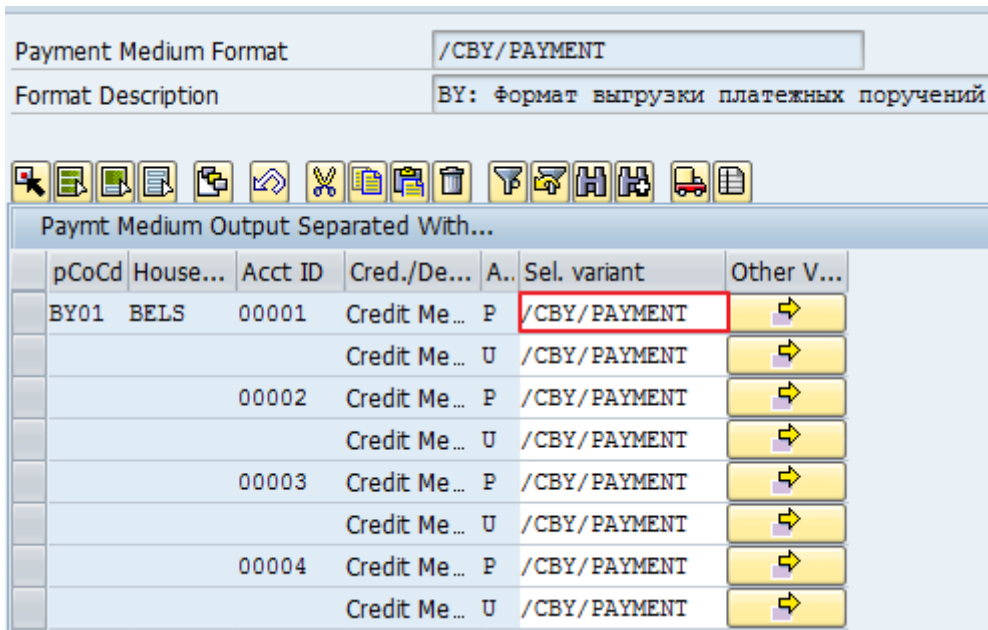 Payment Medium Format /CBY/PAYMENT
Format Description BY: Формат выгрузки платежных поручений
Paymt Medium Output Separated With...
pCoCd House... Acct ID Cred./De... A.. Sel. variant Other V...
BY01 BELS 00001 Credit Me... P /CBY/PAYMENT
Credit Me... U /CBY/PAYMENT
00002 Credit Me... P /CBY/PAYMENT
Credit Me... U /CBY/PAYMENT
00003 Credit Me... P /CBY/PAYMENT
Credit Me... U /CBY/PAYMENT
00004 Credit Me... P /CBY/PAYMENT
Credit Me... U /CBY/PAYMENT